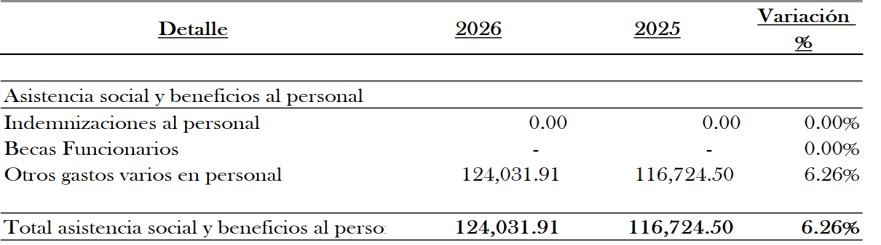 Detalle 2026 2025 Variación %
Asistencia social y beneficios al personal
Indemnizaciones al personal 0.00 0.00 0.00%
Becas Funcionarios - - 0.00%
Otros gastos varios en personal 124,031.91 116,724.50 6.26%
Total asistencia social y beneficios al perso 124,031.91 116,724.50 6.26%